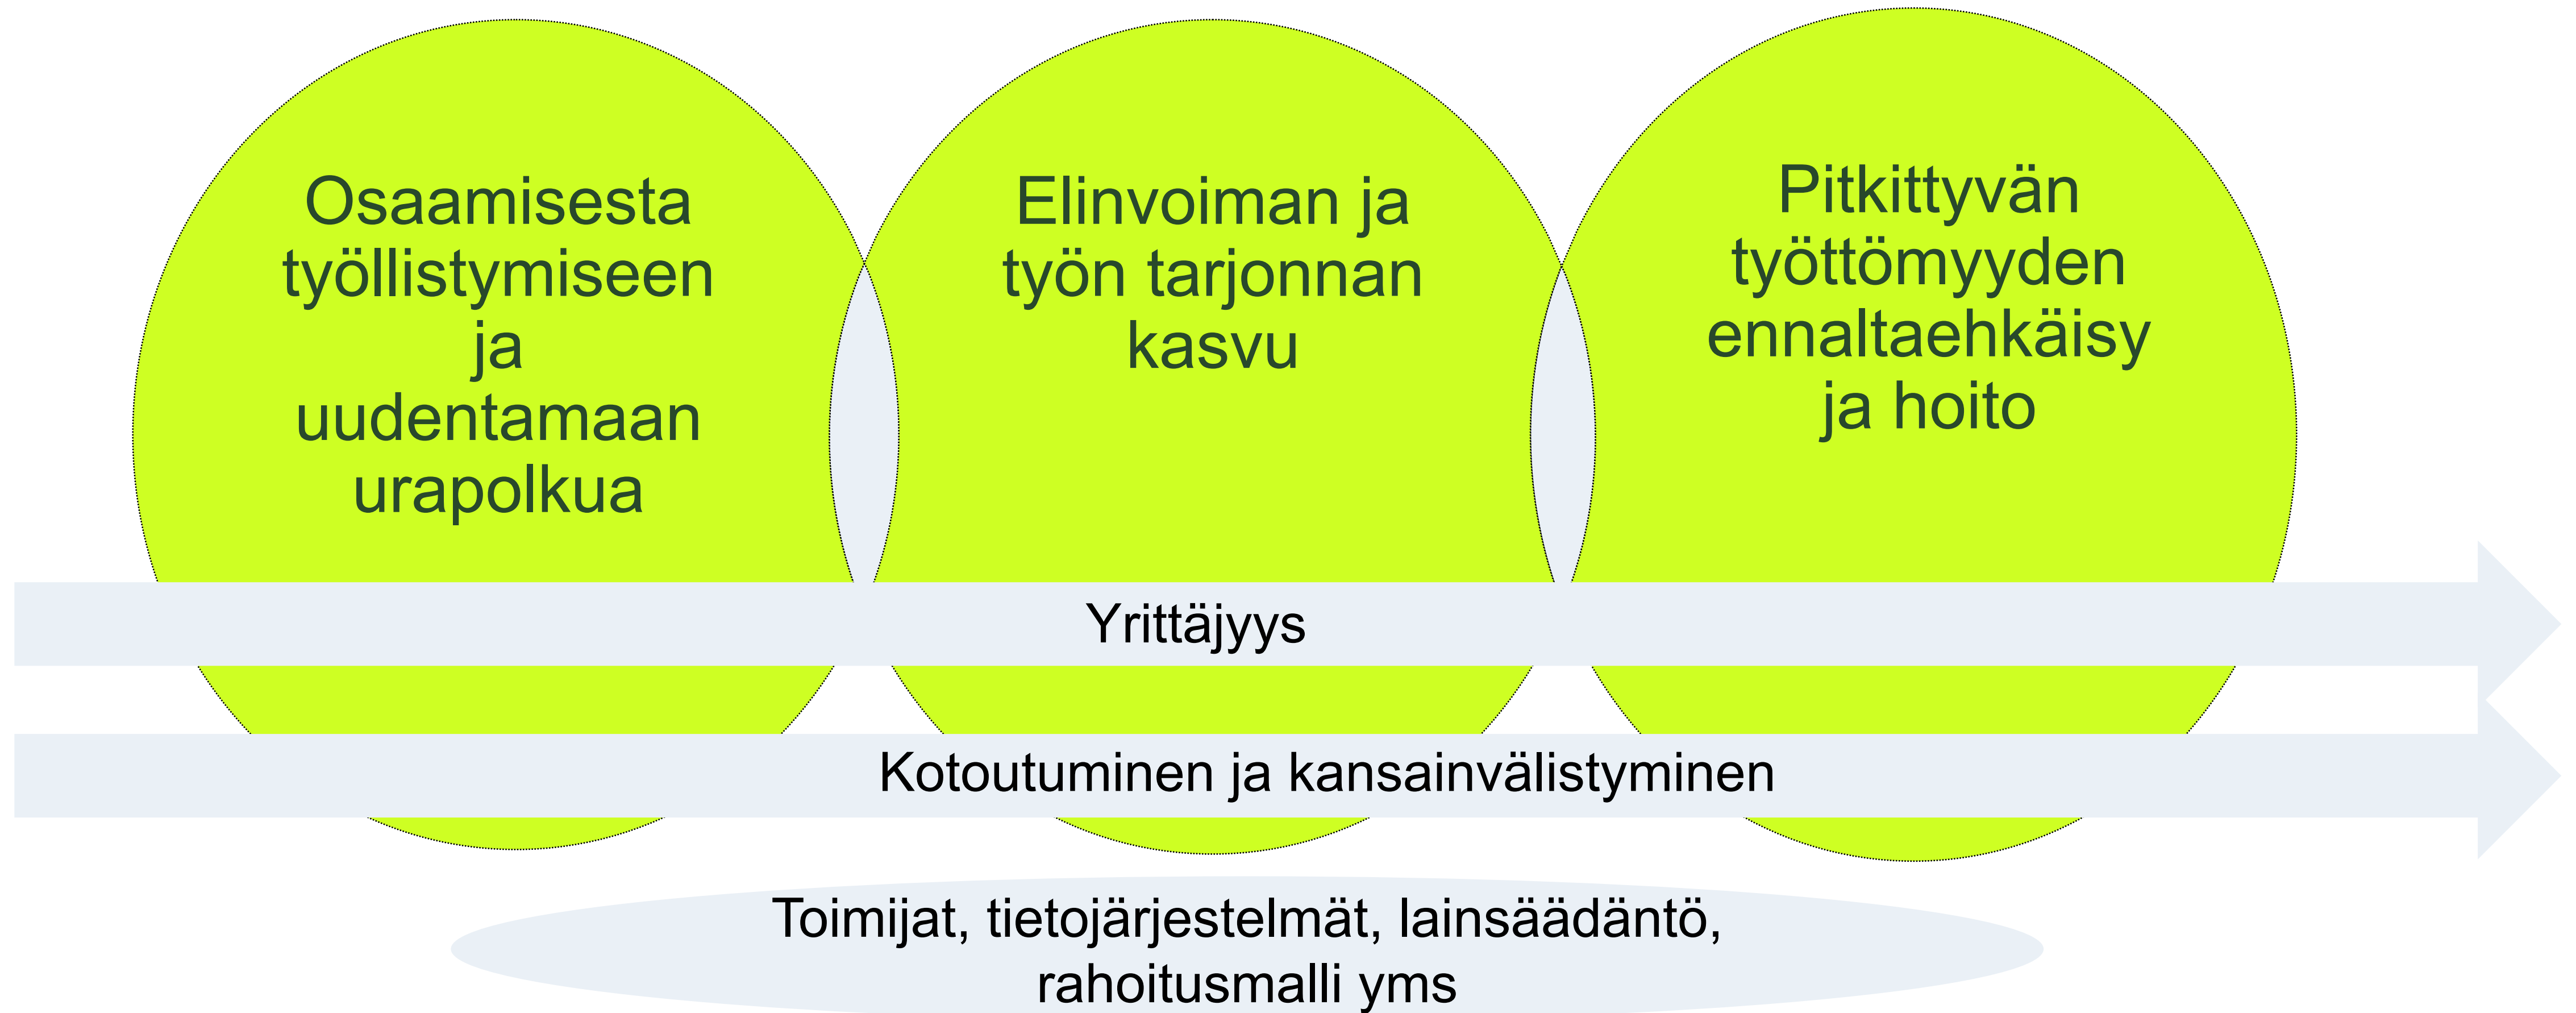 Osaamisesta
työllistymiseen
ja
uudentamaan
urapolkua
Elinvoiman ja
työn tarjonnan
kasvu
Pitkittyvän
työttömyyden
ennaltaehkäisy
ja hoito
Yrittäjyys
Kotoutuminen ja kansainvälistyminen
Toimijat, tietojärjestelmät, lainsäädäntö,
rahoitusmalli yms